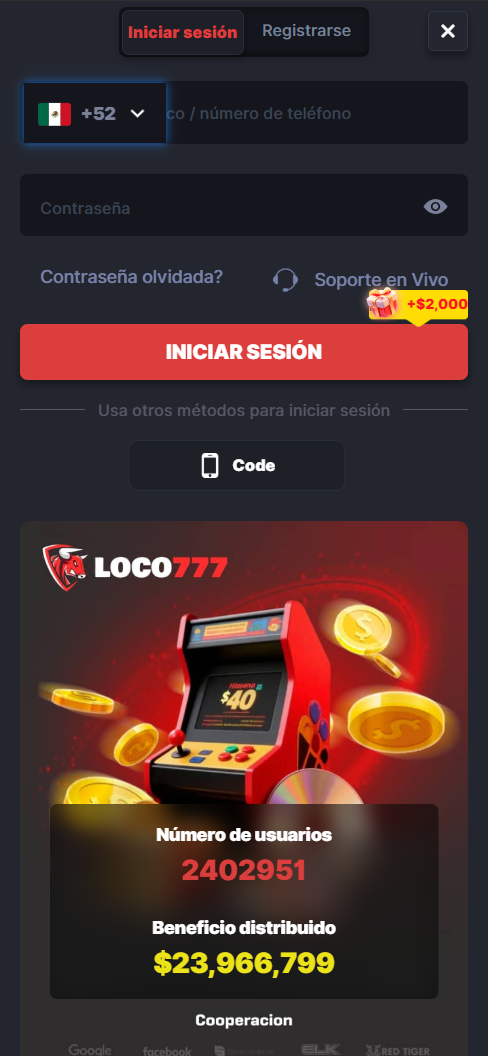 Iniciar sesión
Registrarse
+52
co / número de teléfono
Contraseña
Contraseña olvidada?
Soporte en Vivo
+$2,000
INICIAR SESIÓN
Usa otros métodos para iniciar sesión
Code
LOCO777
$40
Número de usuarios
2402951
Beneficio distribuido
$23,966,799
Cooperacion
Google facebook ELK RED TIGER